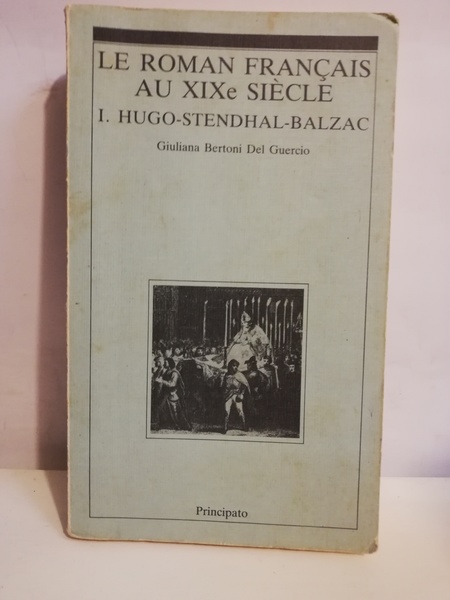 LE ROMAN FRANÇAIS
AU XIXe SIÈCLE
I. HUGO-STENDHAL-BALZAC
Giuliana Bertoni Del Guercio
Principato